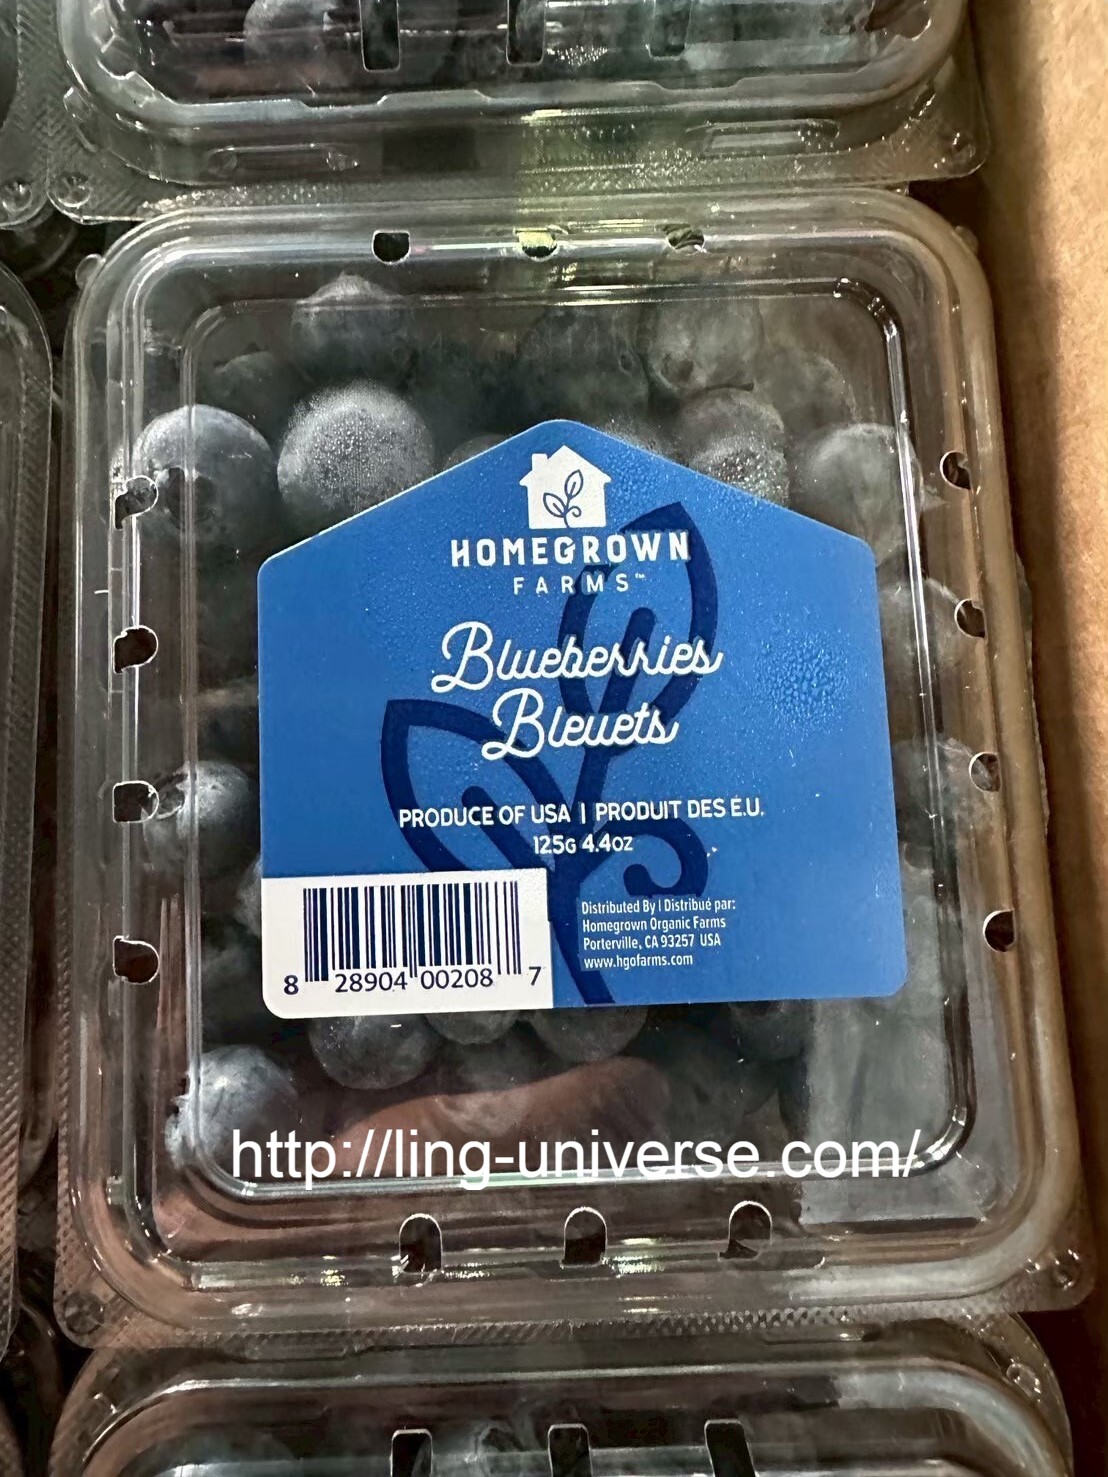 HOMEGROWN
FARMS™
Blueberries
Bleuets
PRODUCE OF USA | PRODUIT DES É.U.
125G 4.4OZ
Distributed By | Distribué par:
Homegrown Organic Farms
Porterville, CA 93257 USA
www.hgofarms.com
8 28904 00208 7
http://ling-universe.com/